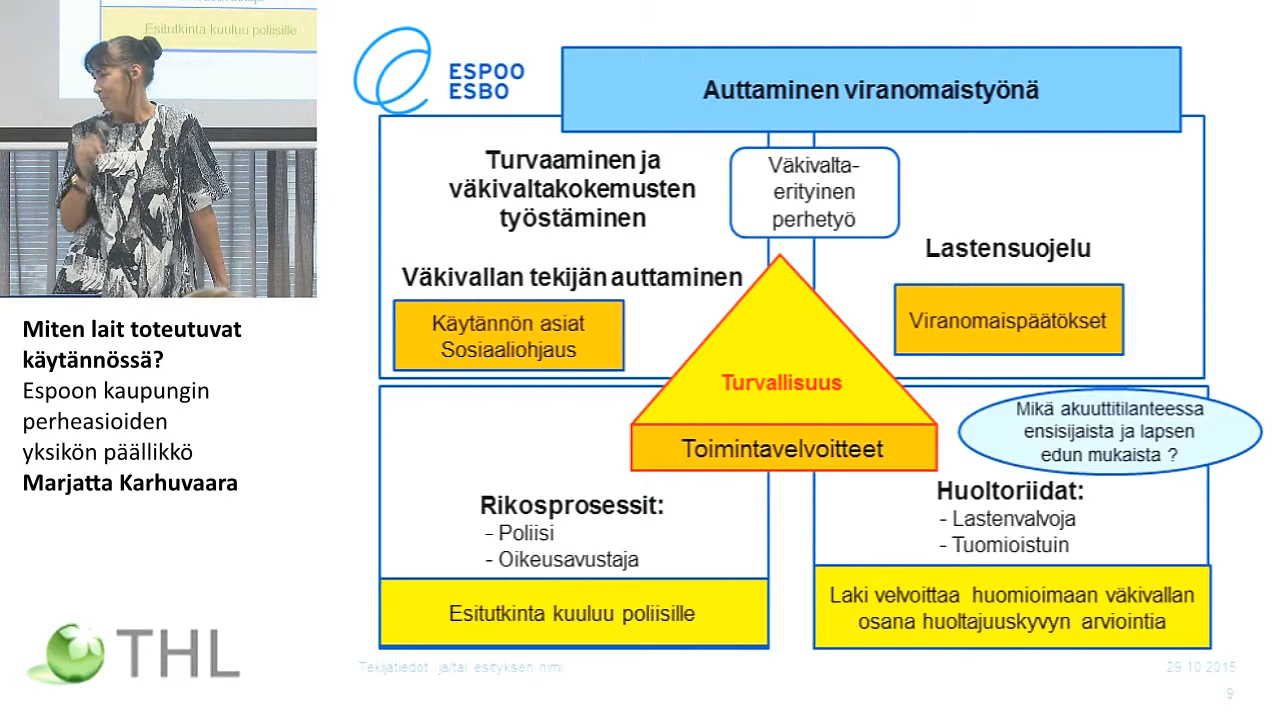 Esitutkinta kuuluu poliisille
ESPOO
ESBO
Auttaminen viranomaistyönä
Turvaaminen ja
väkivaltakokemusten
työstäminen
Väkivalta-
erityinen
perhetyö
Lastensuojelu
Väkivallan tekijän auttaminen
Käytännön asiat
Sosiaaliohjaus
Viranomaispäätökset
Turvallisuus
Toimintavelvoitteet
Mikä akuuttitilanteessa
ensisijaista ja lapsen
edun mukaista ?
Rikosprosessit:
- Poliisi
- Oikeusavustaja
Huoltoriidat:
- Lastenvalvoja
- Tuomioistuin
Esitutkinta kuuluu poliisille
Laki velvoittaa huomioimaan väkivallan
osana huoltajuuskyvyn arviointia
Tekijätiedot ja/tai esityksen nimi
29.10.2015
9
Miten lait toteutuvat
käytännössä?
Espoon kaupungin
perheasioiden
yksikön päällikkö
Marjatta Karhuvaara
THL